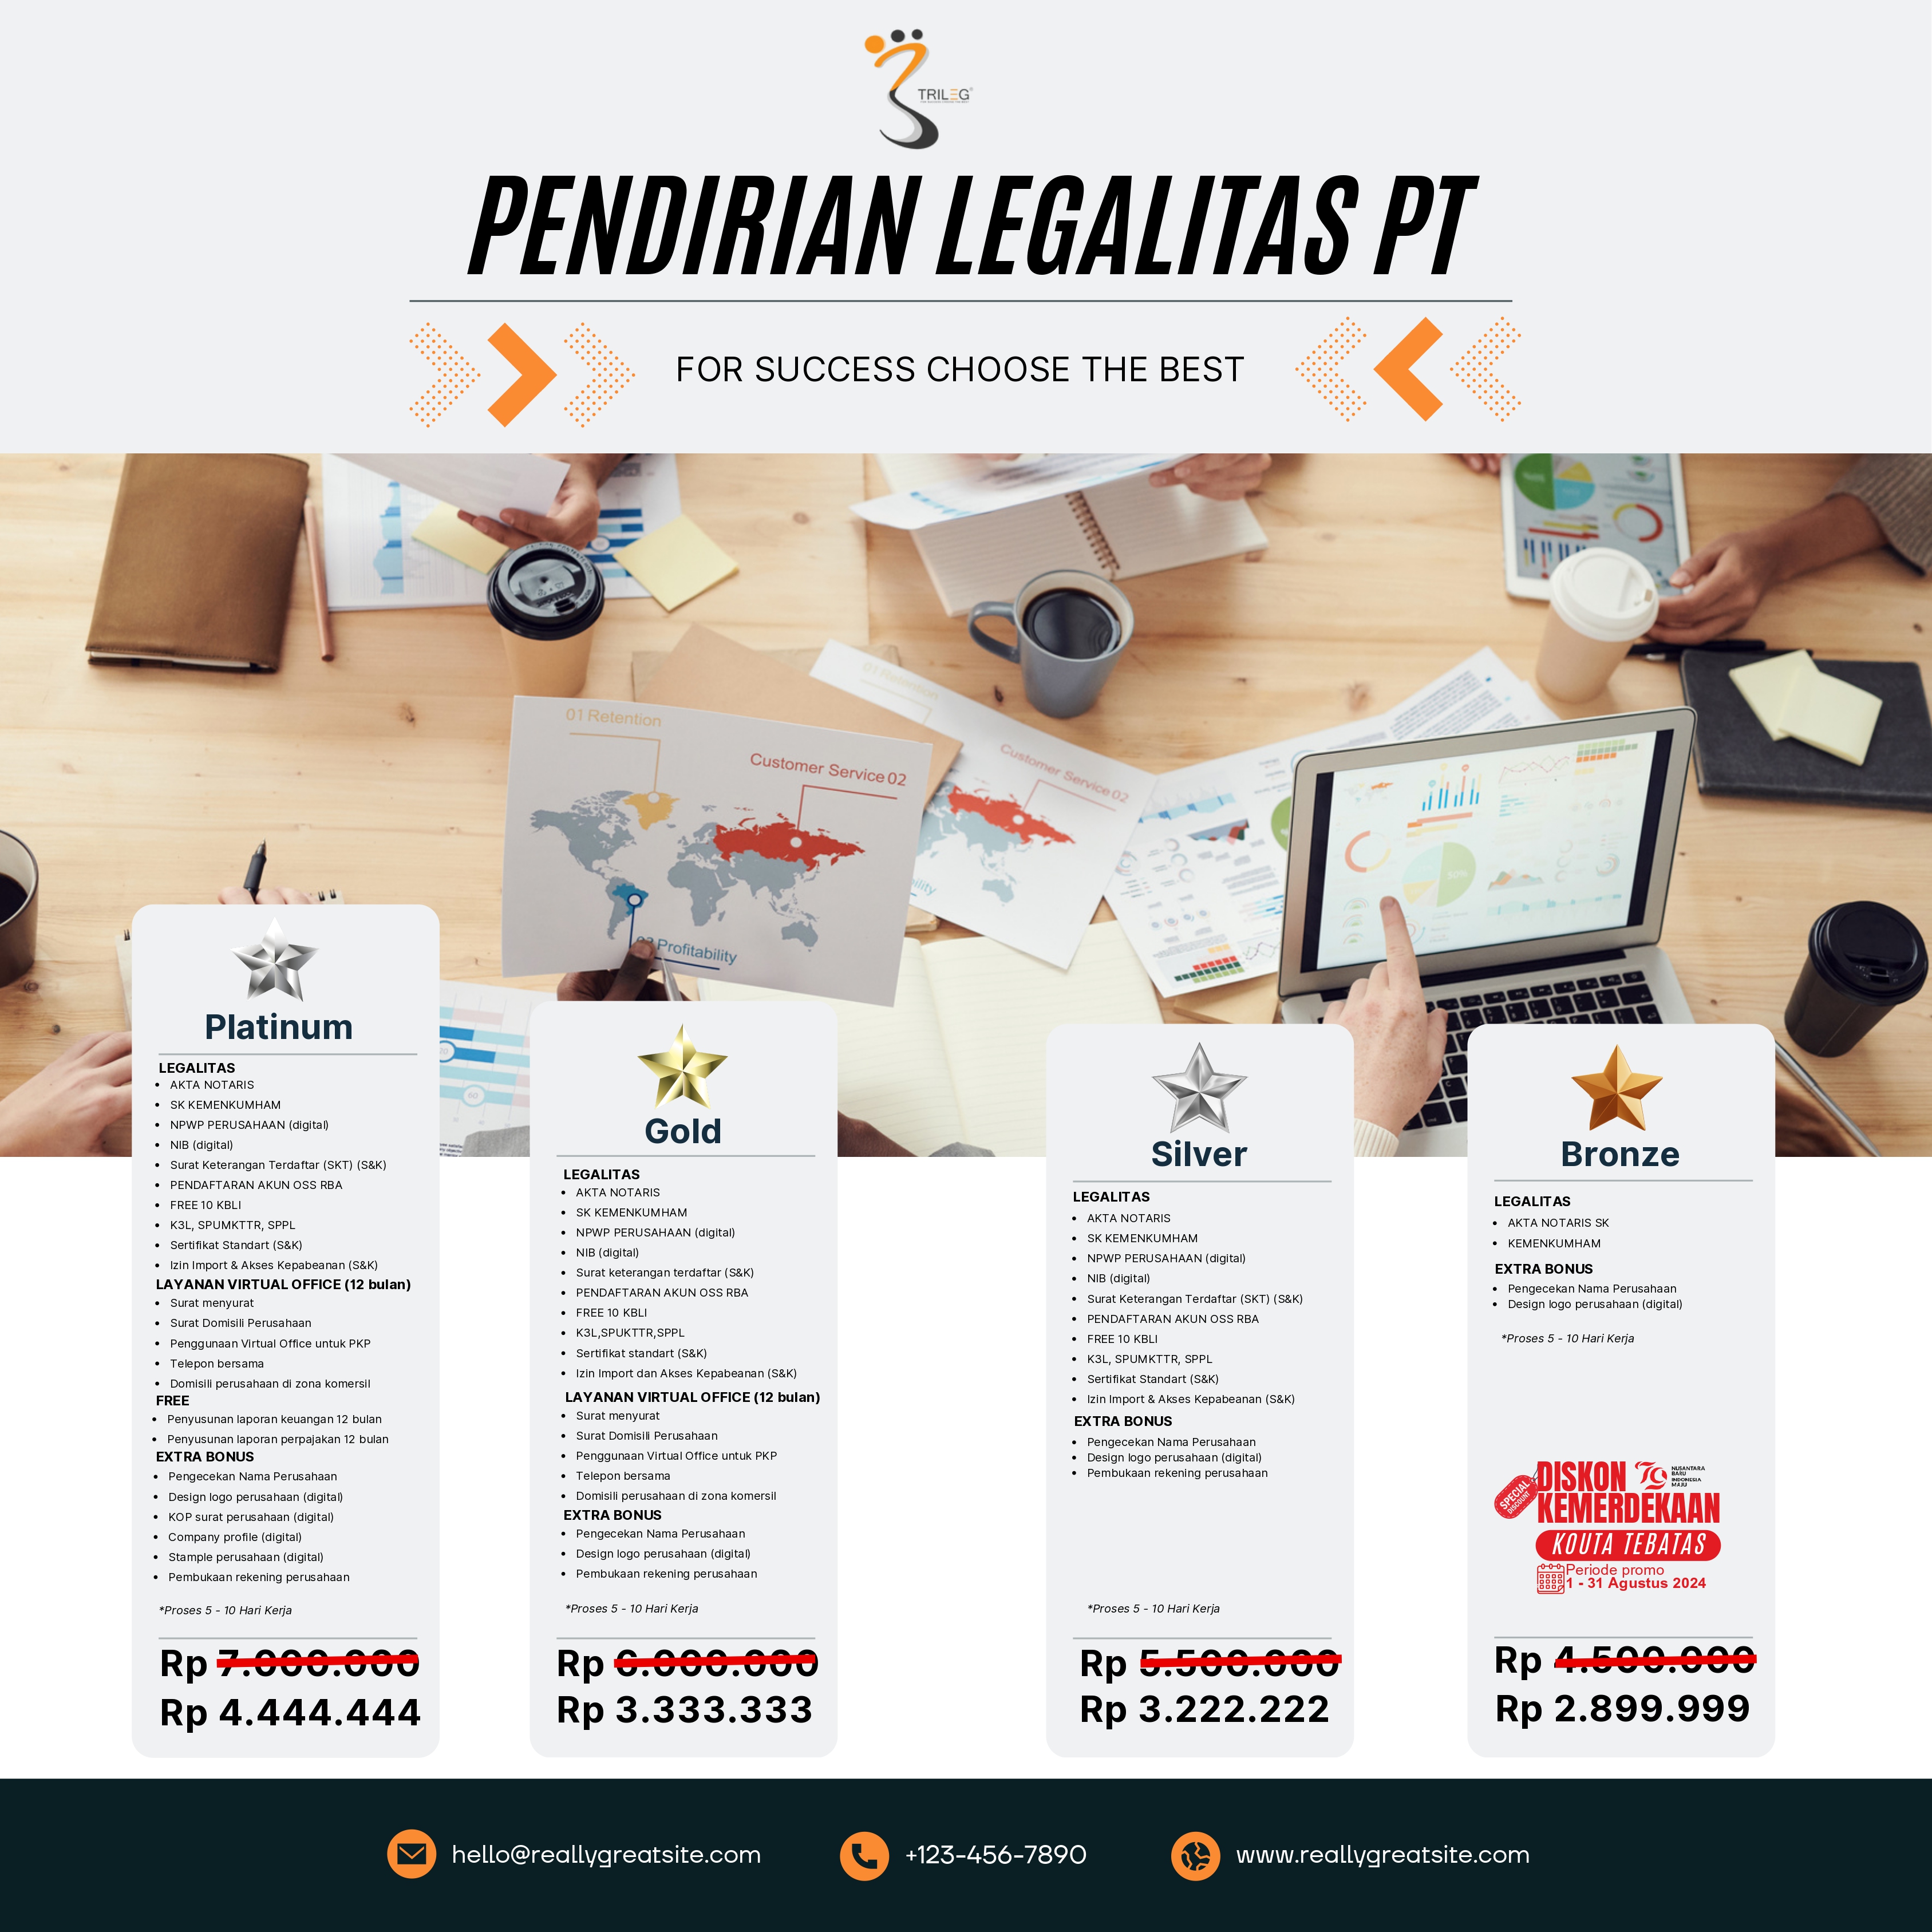 TRILEG
PENDIRIAN LEGALITAS PT
FOR SUCCESS CHOOSE THE BEST
01 Retention
Customer Service 02
03 Profitability
01 Retention
Customer Service 02
Platinum
LEGALITAS
• AKTA NOTARIS
• SK KEMENKUMHAM
• NPWP PERUSAHAAN (digital)
• NIB (digital)
• Surat Keterangan Terdaftar (SKT) (S&K)
• PENDAFTARAN AKUN OSS RBA
• FREE 10 KBLI
• K3L, SPUMKTTR, SPPL
• Sertifikat Standart (S&K)
• Izin Import & Akses Kepabeanan (S&K)
LAYANAN VIRTUAL OFFICE (12 bulan)
• Surat menyurat
• Surat Domisili Perusahaan
• Penggunaan Virtual Office untuk PKP
• Telepon bersama
• Domisili perusahaan di zona komersil
FREE
• Penyusunan laporan keuangan 12 bulan
• Penyusunan laporan perpajakan 12 bulan
EXTRA BONUS
• Pengecekan Nama Perusahaan
• Design logo perusahaan (digital)
• KOP surat perusahaan (digital)
• Company profile (digital)
• Stample perusahaan (digital)
• Pembukaan rekening perusahaan
*Proses 5 - 10 Hari Kerja
Rp 7.000.000
Rp 4.444.444
Gold
LEGALITAS
• AKTA NOTARIS
• SK KEMENKUMHAM
• NPWP PERUSAHAAN (digital)
• NIB (digital)
• Surat keterangan terdaftar (S&K)
• PENDAFTARAN AKUN OSS RBA
• FREE 10 KBLI
• K3L,SPUKTTR,SPPL
• Sertifikat standart (S&K)
• Izin Import dan Akses Kepabeanan (S&K)
LAYANAN VIRTUAL OFFICE (12 bulan)
• Surat menyurat
• Surat Domisili Perusahaan
• Penggunaan Virtual Office untuk PKP
• Telepon bersama
• Domisili perusahaan di zona komersil
EXTRA BONUS
• Pengecekan Nama Perusahaan
• Design logo perusahaan (digital)
• Pembukaan rekening perusahaan
*Proses 5 - 10 Hari Kerja
Rp 6.000.000
Rp 3.333.333
Silver
LEGALITAS
• AKTA NOTARIS
• SK KEMENKUMHAM
• NPWP PERUSAHAAN (digital)
• NIB (digital)
• Surat Keterangan Terdaftar (SKT) (S&K)
• PENDAFTARAN AKUN OSS RBA
• FREE 10 KBLI
• K3L, SPUMKTTR, SPPL
• Sertifikat Standart (S&K)
• Izin Import & Akses Kepabeanan (S&K)
EXTRA BONUS
• Pengecekan Nama Perusahaan
• Design logo perusahaan (digital)
• Pembukaan rekening perusahaan
*Proses 5 - 10 Hari Kerja
Rp 5.500.000
Rp 3.222.222
Bronze
LEGALITAS
• AKTA NOTARIS SK
• KEMENKUMHAM
EXTRA BONUS
• Pengecekan Nama Perusahaan
• Design logo perusahaan (digital)
*Proses 5 - 10 Hari Kerja
SPECIAL
DISCOUNT
DISKON
79
NUSANTARA
BARU
INDONESIA
MAJU
KEMERDEKAAN
KOUTA TEBATAS
Periode promo
1 - 31 Agustus 2024
Rp 4.500.000
Rp 2.899.999
hello@reallygreatsite.com
+123-456-7890
www.reallygreatsite.com